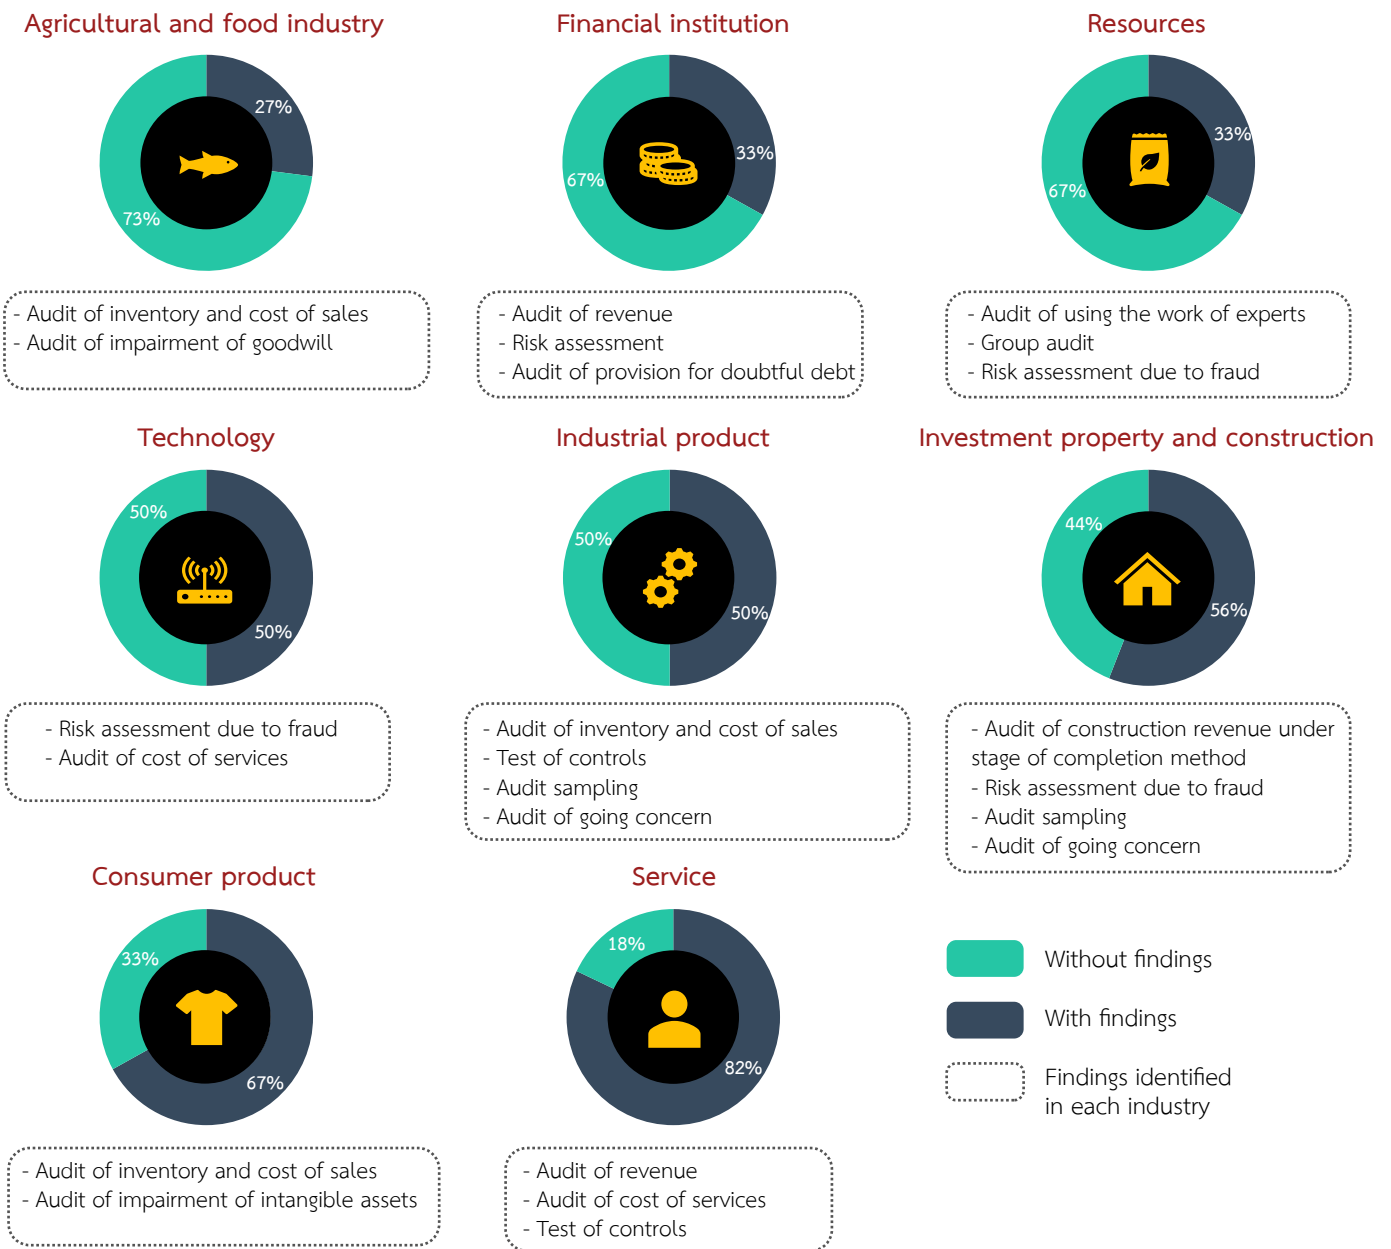 Agricultural and food industry
27%
73%
- Audit of inventory and cost of sales
- Audit of impairment of goodwill
Financial institution
33%
67%
- Audit of revenue
- Risk assessment
- Audit of provision for doubtful debt
Resources
33%
67%
- Audit of using the work of experts
- Group audit
- Risk assessment due to fraud
Technology
50%
50%
- Risk assessment due to fraud
- Audit of cost of services
Industrial product
50%
50%
- Audit of inventory and cost of sales
- Test of controls
- Audit sampling
- Audit of going concern
Investment property and construction
44%
56%
- Audit of construction revenue under
stage of completion method
- Risk assessment due to fraud
- Audit sampling
- Audit of going concern
Consumer product
33%
67%
- Audit of inventory and cost of sales
- Audit of impairment of intangible assets
Service
18%
82%
- Audit of revenue
- Audit of cost of services
- Test of controls
Without findings
With findings
Findings identified
in each industry